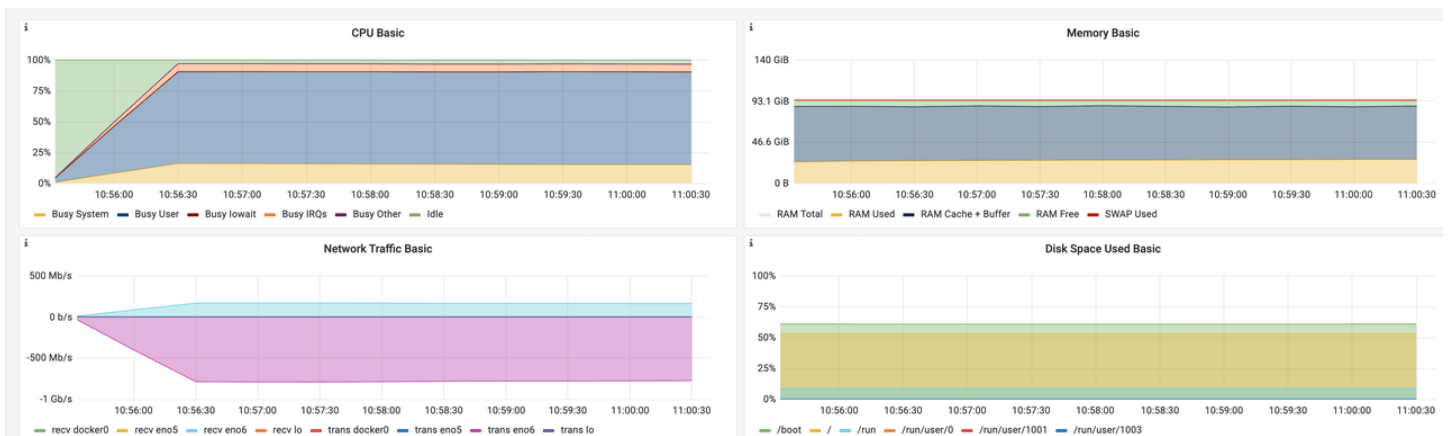 i
CPU Basic
100%
75%
50%
25%
0%
10:56:00 10:56:30 10:57:00 10:57:30 10:58:00 10:58:30 10:59:00 10:59:30 11:00:00 11:00:30
Busy System Busy User Busy Iowait Busy IRQs Busy Other Idle
i
Memory Basic
140 GiB
93.1 GiB
46.6 GiB
0 B
10:56:00 10:56:30 10:57:00 10:57:30 10:58:00 10:58:30 10:59:00 10:59:30 11:00:00 11:00:30
RAM Total RAM Used RAM Cache + Buffer RAM Free SWAP Used
i
Network Traffic Basic
500 Mb/s
0 b/s
-500 Mb/s
-1 Gb/s
10:56:00 10:56:30 10:57:00 10:57:30 10:58:00 10:58:30 10:59:00 10:59:30 11:00:00 11:00:30
recv docker0 recv eno5 recv eno6 recv lo trans docker0 trans eno5 trans eno6 trans lo
i
Disk Space Used Basic
100%
75%
50%
25%
0%
10:56:00 10:56:30 10:57:00 10:57:30 10:58:00 10:58:30 10:59:00 10:59:30 11:00:00 11:00:30
/boot / /run /run/user/0 /run/user/1001 /run/user/1003